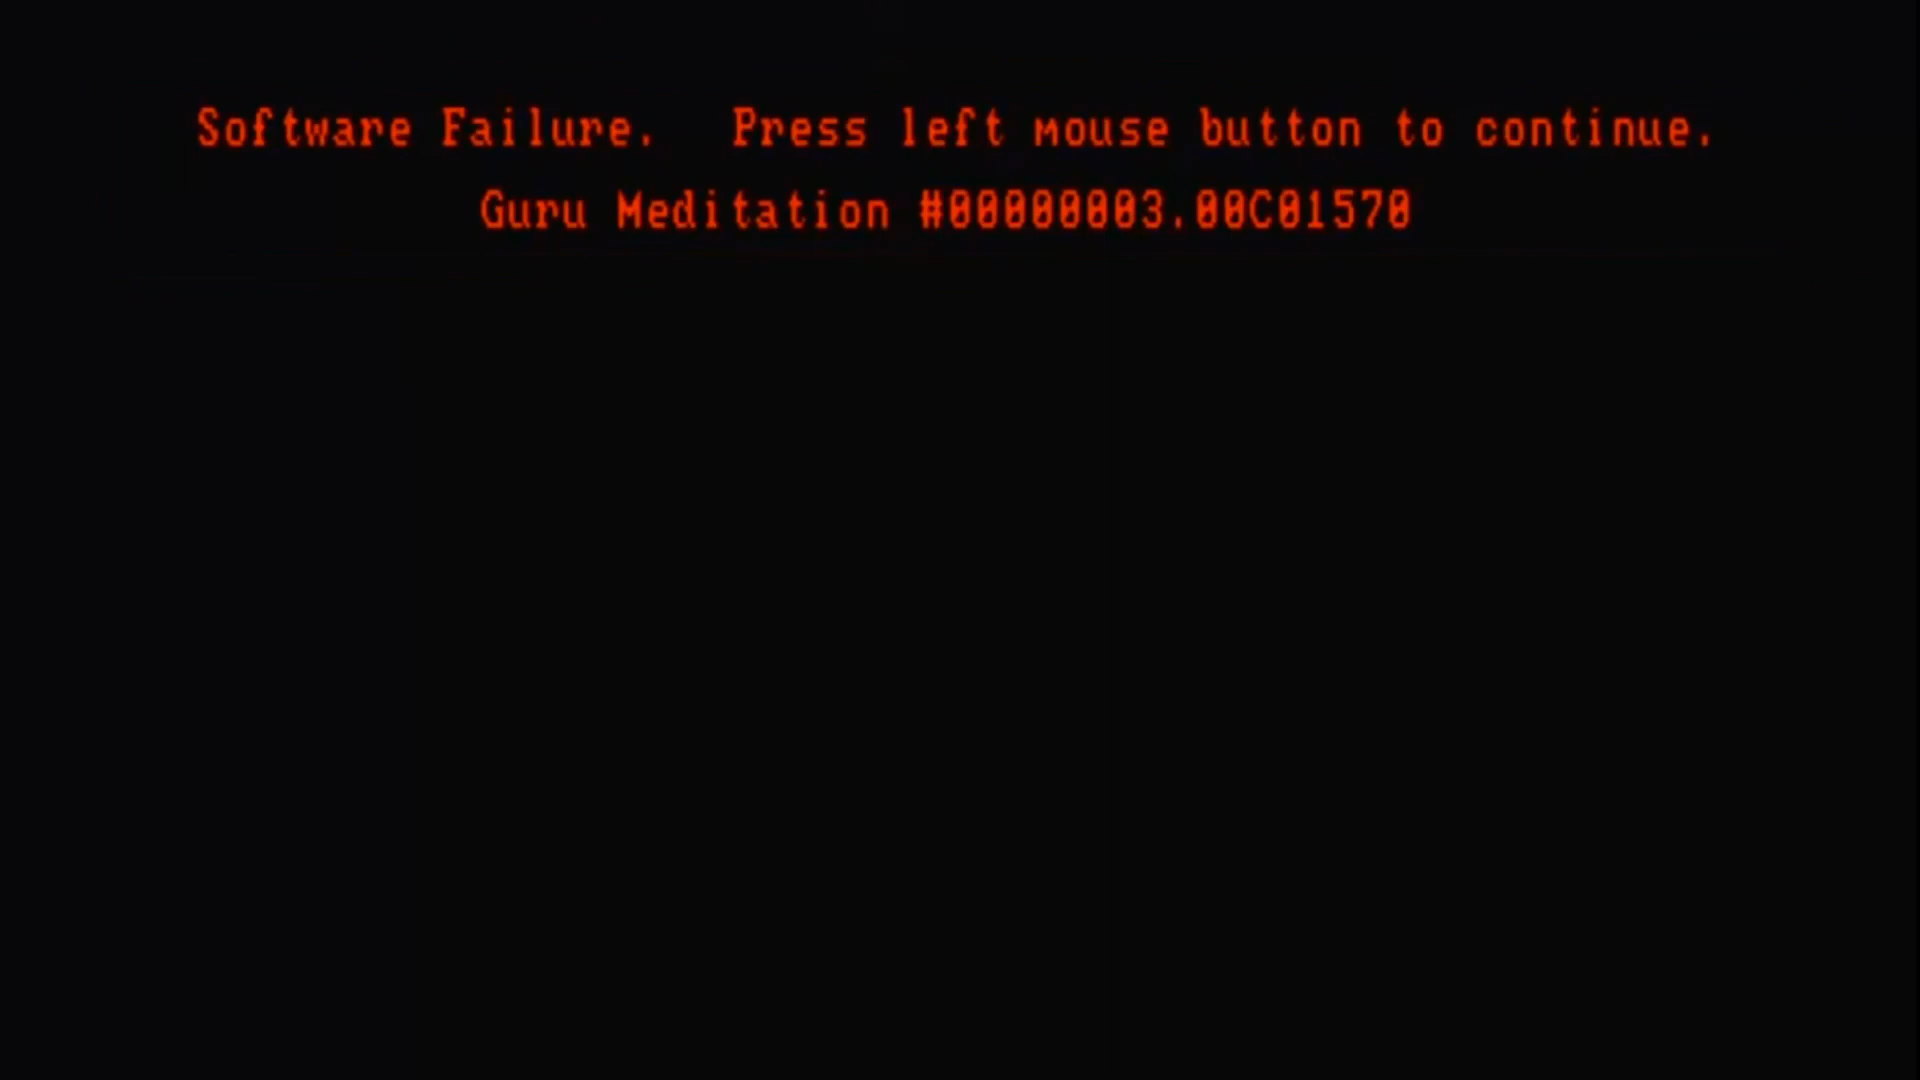 Software Failure.   Press left mouse button to continue.
Guru Meditation #00000003.00C01570